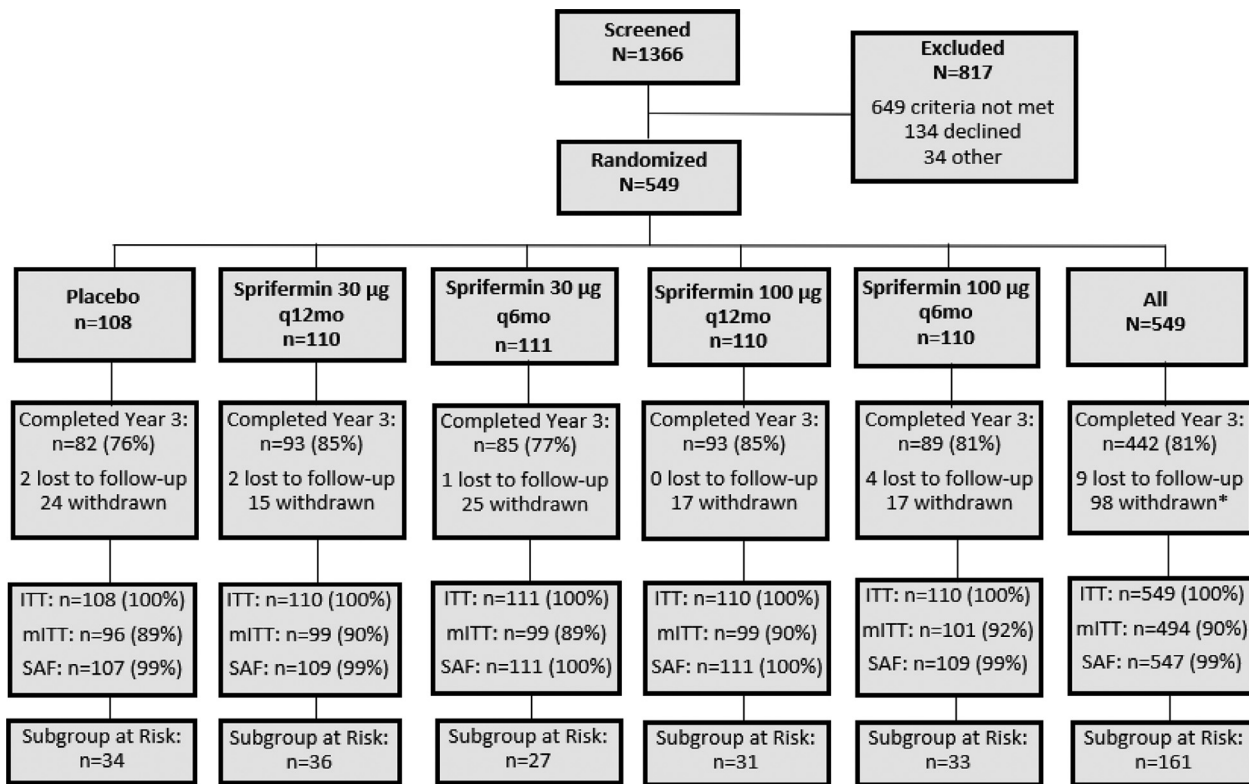 Screened
N=1366
Excluded
N=817
649 criteria not met
134 declined
34 other
Randomized
N=549
Placebo
n=108
Sprifermin 30 µg
q12mo
n=110
Sprifermin 30 µg
q6mo
n=111
Sprifermin 100 µg
q12mo
n=110
Sprifermin 100 µg
q6mo
n=110
All
N=549
Completed Year 3:
n=82 (76%)
2 lost to follow-up
24 withdrawn
Completed Year 3:
n=93 (85%)
2 lost to follow-up
15 withdrawn
Completed Year 3:
n=85 (77%)
1 lost to follow-up
25 withdrawn
Completed Year 3:
n=93 (85%)
0 lost to follow-up
17 withdrawn
Completed Year 3:
n=89 (81%)
4 lost to follow-up
17 withdrawn
Completed Year 3:
n=442 (81%)
9 lost to follow-up
98 withdrawn*
ITT: n=108 (100%)
mITT: n=96 (89%)
SAF: n=107 (99%)
ITT: n=110 (100%)
mITT: n=99 (90%)
SAF: n=109 (99%)
ITT: n=111 (100%)
mITT: n=99 (89%)
SAF: n=111 (100%)
ITT: n=110 (100%)
mITT: n=99 (90%)
SAF: n=111 (100%)
ITT: n=110 (100%)
mITT: n=101 (92%)
SAF: n=109 (99%)
ITT: n=549 (100%)
mITT: n=494 (90%)
SAF: n=547 (99%)
Subgroup at Risk:
n=34
Subgroup at Risk:
n=36
Subgroup at Risk:
n=27
Subgroup at Risk:
n=31
Subgroup at Risk:
n=33
Subgroup at Risk:
n=161